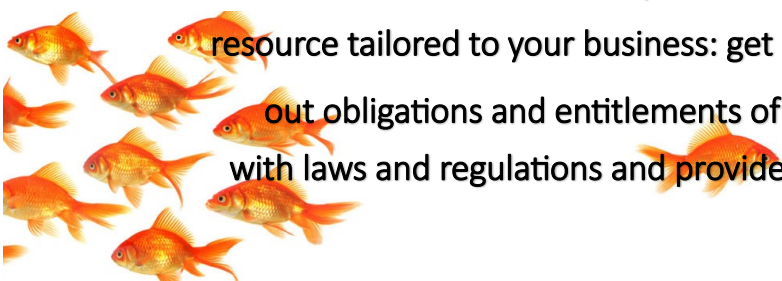 resource tailored to your business: get
out obligations and entitlements of
with laws and regulations and provide